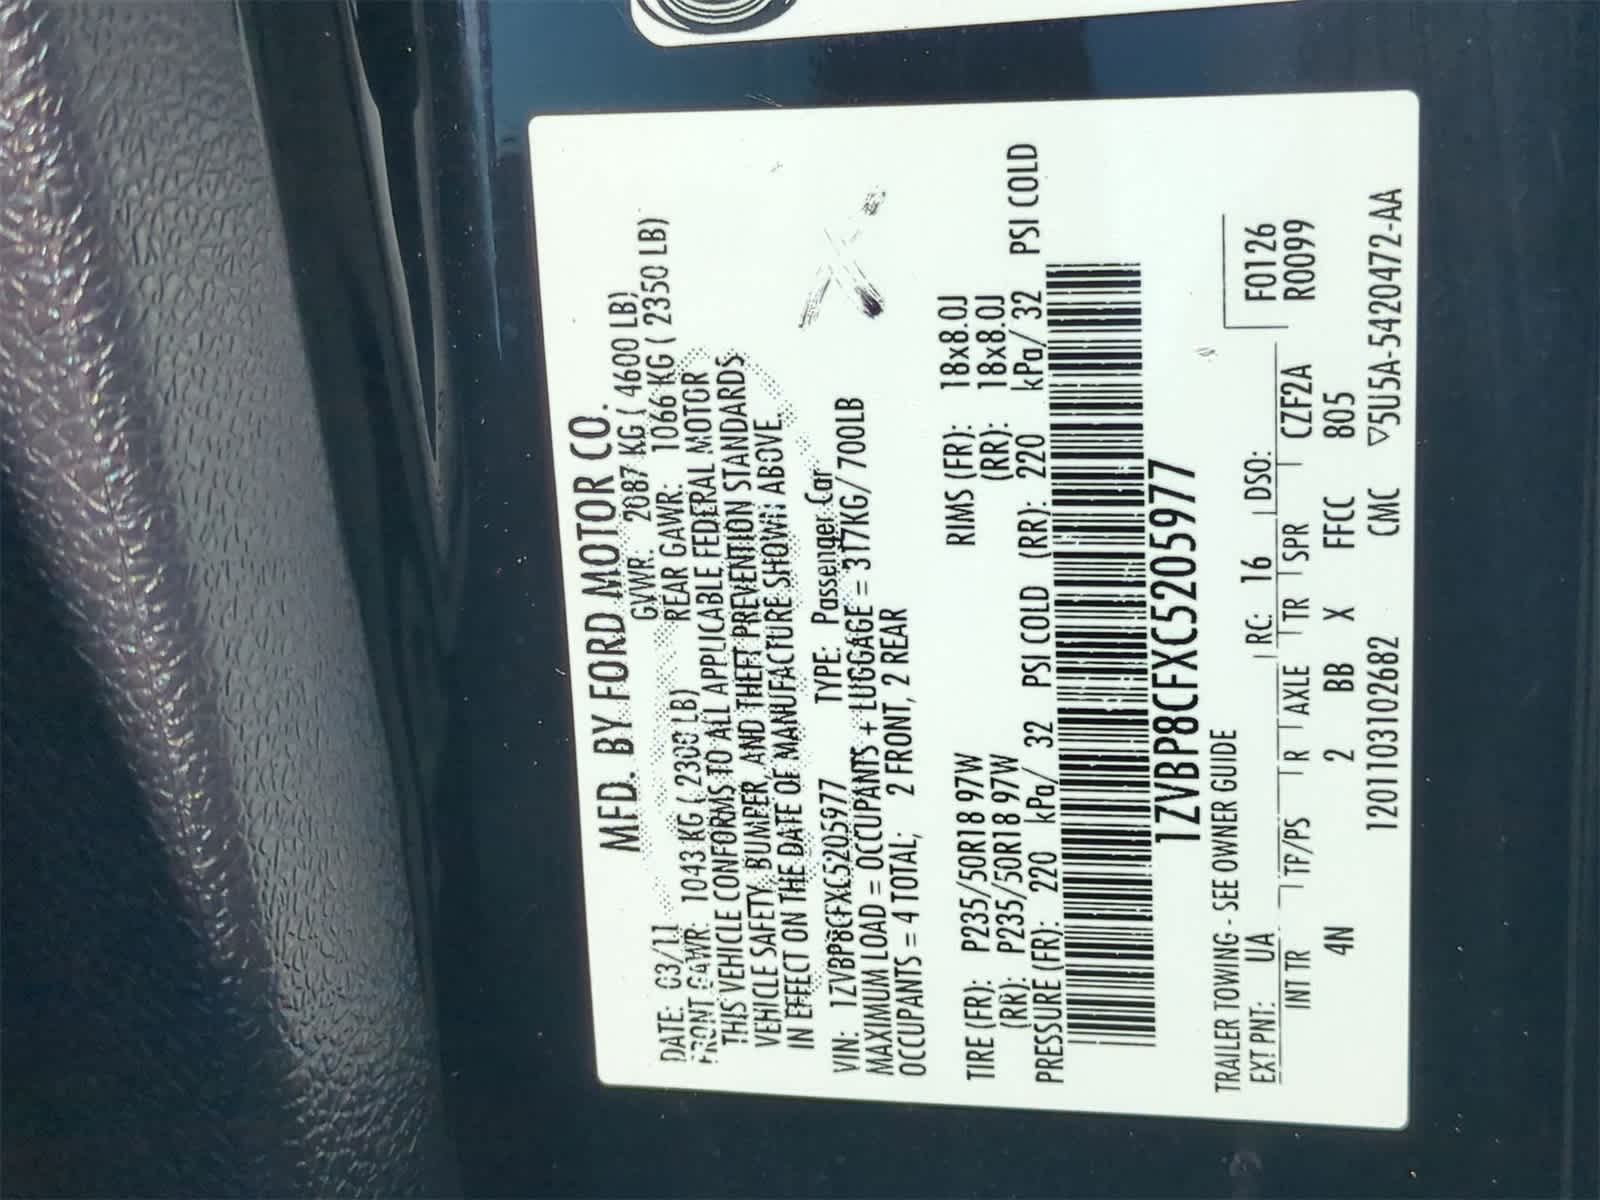 MFD. BY FORD MOTOR CO.
DATE: 03/11 GVWR: 2087 KG ( 4600 LB)
FRONT GAWR: 1043 KG ( 2300 LB) REAR GAWR: 1066 KG ( 2350 LB)
THIS VEHICLE CONFORMS TO ALL APPLICABLE FEDERAL MOTOR
VEHICLE SAFETY, BUMPER, AND THEFT PREVENTION STANDARDS
IN EFFECT ON THE DATE OF MANUFACTURE SHOWN ABOVE.
VIN: 1ZVBP8CFXC5205977 TYPE: Passenger Car
MAXIMUM LOAD = OCCUPANTS + LUGGAGE = 317KG/ 700LB
OCCUPANTS = 4 TOTAL; 2 FRONT, 2 REAR
TIRE (FR): P235/50R18 97W RIMS (FR): 18x8.0J
(RR): P235/50R18 97W (RR): 18x8.0J
PRESSURE (FR): 220 kPa/ 32 PSI COLD (RR): 220 kPa/ 32 PSI COLD
1ZVBP8CFXC5205977
TRAILER TOWING - SEE OWNER GUIDE
EXT PNT: UA RC: 16 DSO: F0126
INT TR TP/PS R AXLE TR SPR CZF2A R0099
4N 2 BB X FFCC 805
1201103102682 CMC ▽5U5A-5420472-AA